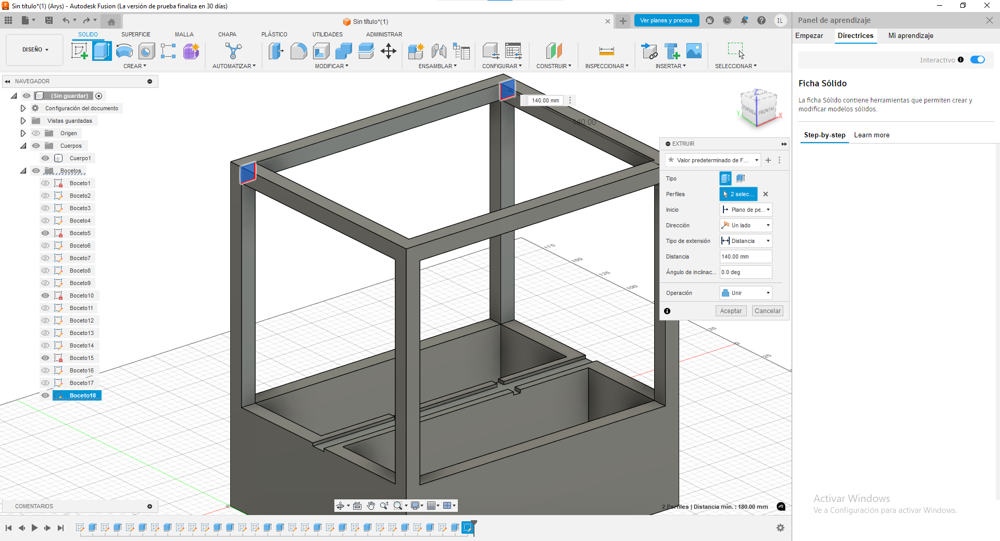 Sin título*(1) (Arys) - Autodesk Fusion (La versión de prueba finaliza en 30 días)
Sin título*(1)
Ver planes y precios
IL
Panel de aprendizaje
Empezar
Directrices
Mi aprendizaje
SOLIDO
SUPERFICIE
MALLA
CHAPA
PLÁSTICO
UTILIDADES
ADMINISTRAR
DISEÑO
CREAR
AUTOMATIZAR
MODIFICAR
ENSAMBLAR
CONFIGURAR
CONSTRUIR
INSPECCIONAR
INSERTAR
SELECCIONAR
Interactivo
Ficha Sólido
La ficha Sólido contiene herramientas que permiten crear y
modificar modelos sólidos.
Step-by-step
Learn more
NAVEGADOR
(Sin guardar)
Configuración del documento
Vistas guardadas
Origen
Cuerpos
Cuerpo1
Bocetos
Boceto1
Boceto2
Boceto3
Boceto4
Boceto5
Boceto6
Boceto7
Boceto8
Boceto9
Boceto10
Boceto11
Boceto12
Boceto13
Boceto14
Boceto15
Boceto16
Boceto17
Boceto18
140.00 mm
140.00
Z
FRONTAL
X
Y
EXTRUIR
Valor predeterminado de F...
Tipo
Perfiles
2 selec...
Inicio
Plano de pe...
Dirección
Un lado
Tipo de extensión
Distancia
Distancia
140.00 mm
Ángulo de inclinac...
0.0 deg
Operación
Unir
Aceptar
Cancelar
175
150
125
100
25
0
25
COMENTARIOS
2 Perfiles | Distancia mín. : 180.00 mm
Activar Windows
Ve a Configuración para activar Windows.